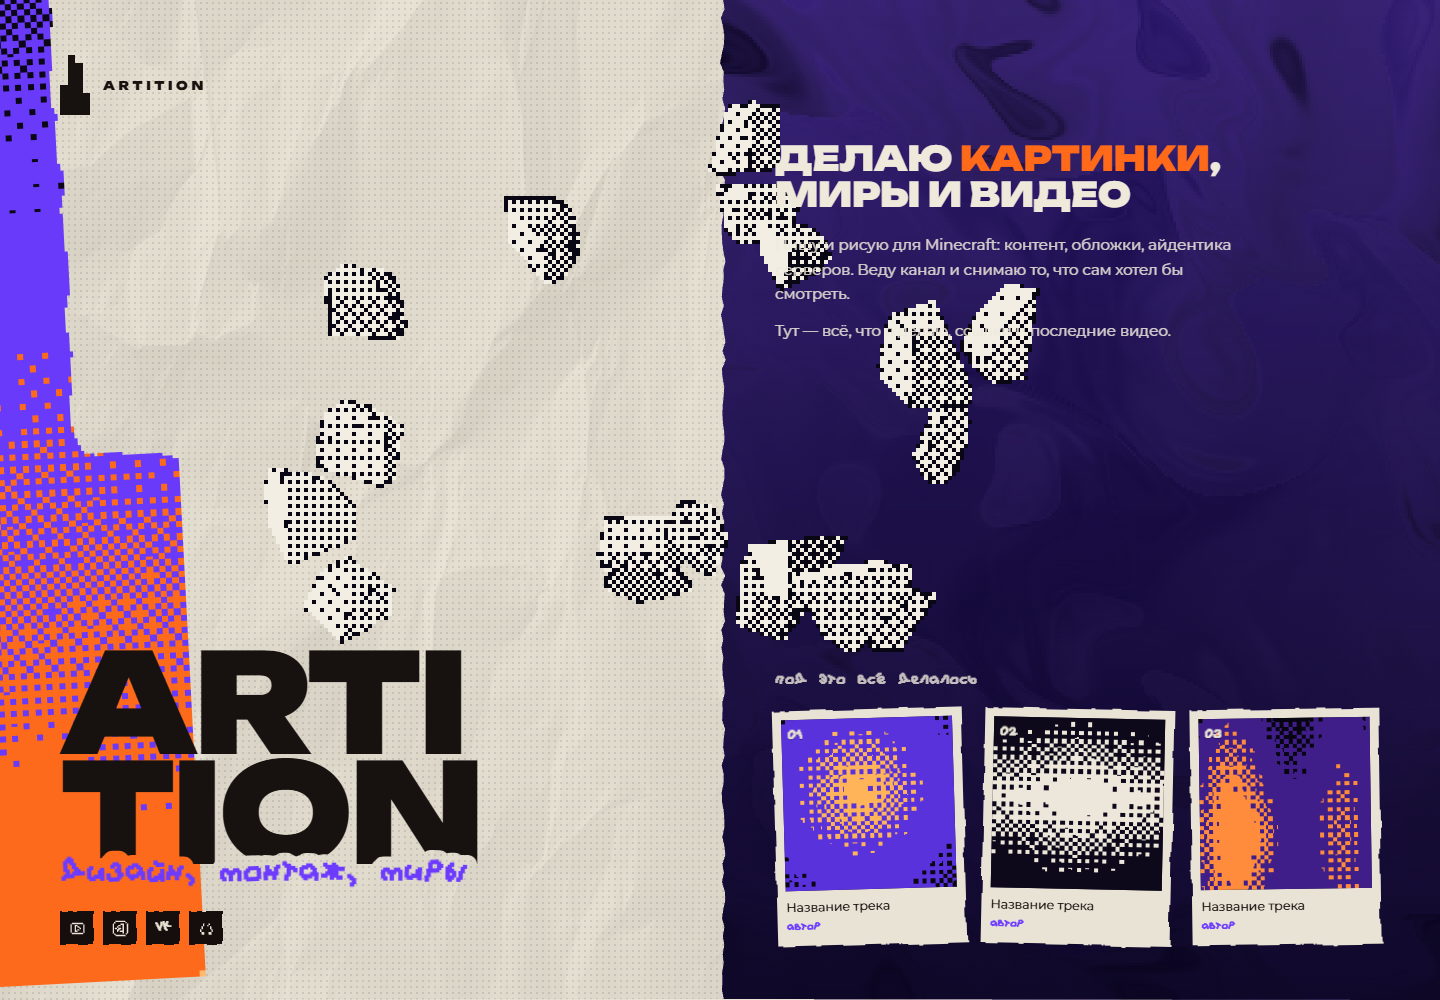 ARTITION
ARTI
TION
дизайн, монтаж, миры
ДЕЛАЮ КАРТИНКИ,
МИРЫ И ВИДЕО
и рисую для Minecraft: контент, обложки, айдентика
серверов. Веду канал и снимаю то, что сам хотел бы
смотреть.
Тут — всё, что последние видео.
под это всё делалось
01
Название трека
автор
02
Название трека
автор
03
Название трека
автор